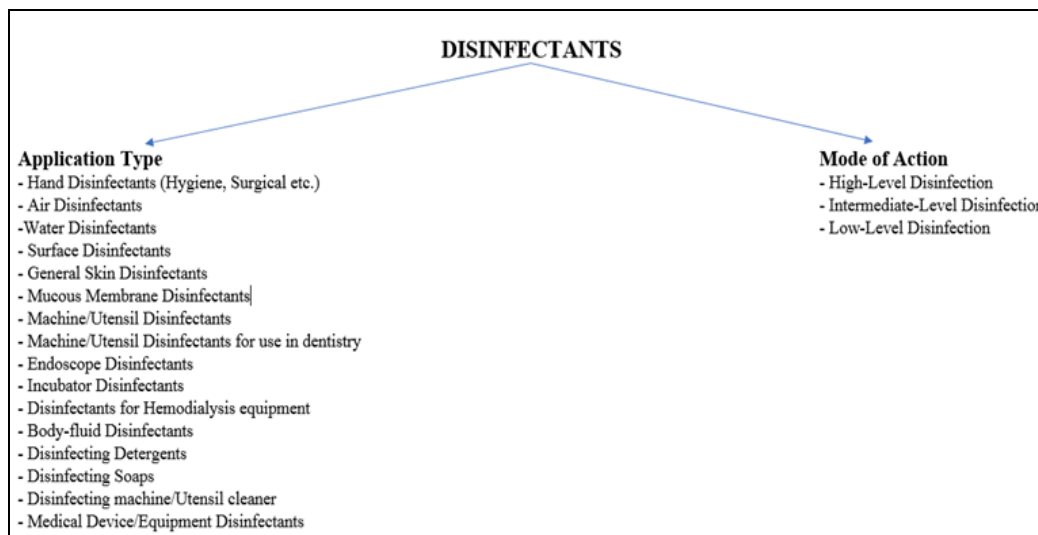 DISINFECTANTS
Application Type
- Hand Disinfectants (Hygiene, Surgical etc.)
- Air Disinfectants
-Water Disinfectants
- Surface Disinfectants
- General Skin Disinfectants
- Mucous Membrane Disinfectants
- Machine/Utensil Disinfectants
- Machine/Utensil Disinfectants for use in dentistry
- Endoscope Disinfectants
- Incubator Disinfectants
- Disinfectants for Hemodialysis equipment
- Body-fluid Disinfectants
- Disinfecting Detergents
- Disinfecting Soaps
- Disinfecting machine/Utensil cleaner
- Medical Device/Equipment Disinfectants
Mode of Action
- High-Level Disinfection
- Intermediate-Level Disinfection
- Low-Level Disinfection